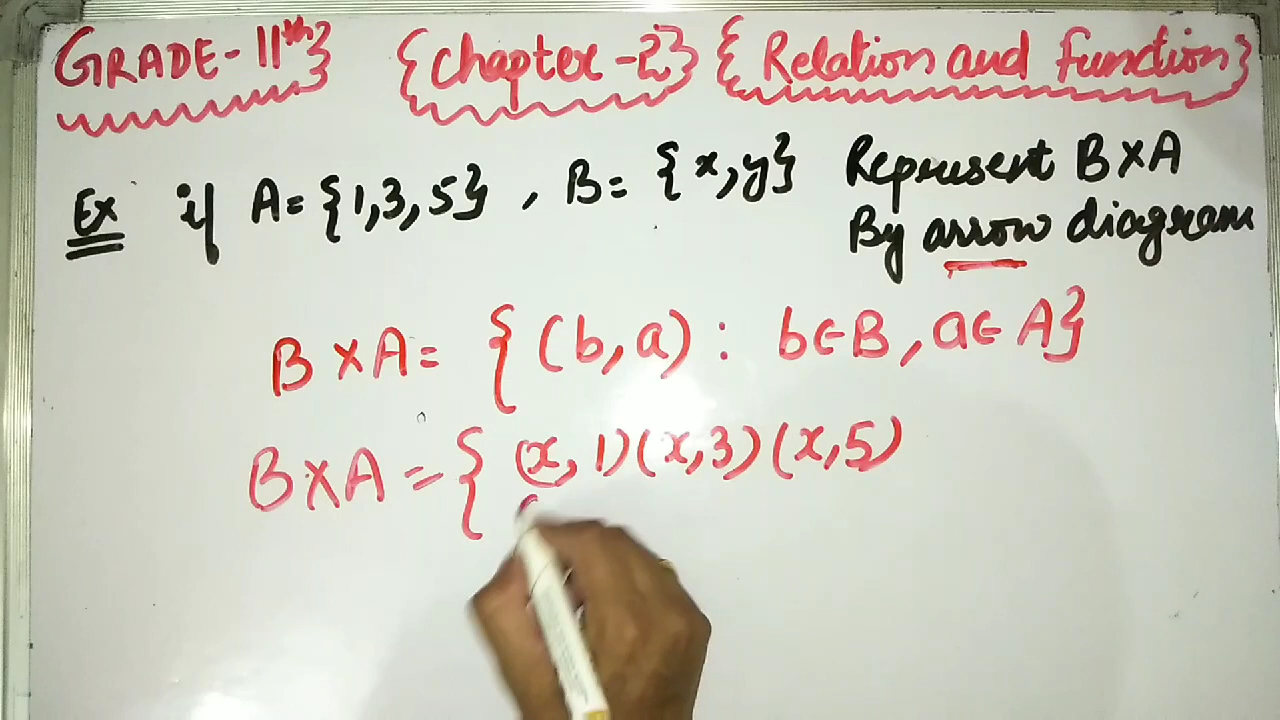 GRADE-11th} {Chapter-2} {Relation and Function}
Ex if A={1,3,5}, B={x,y} Represent B×A
By arrow diagram
B×A= {(b,a): b∈B, a∈A}
B×A={(x,1)(x,3)(x,5)
(